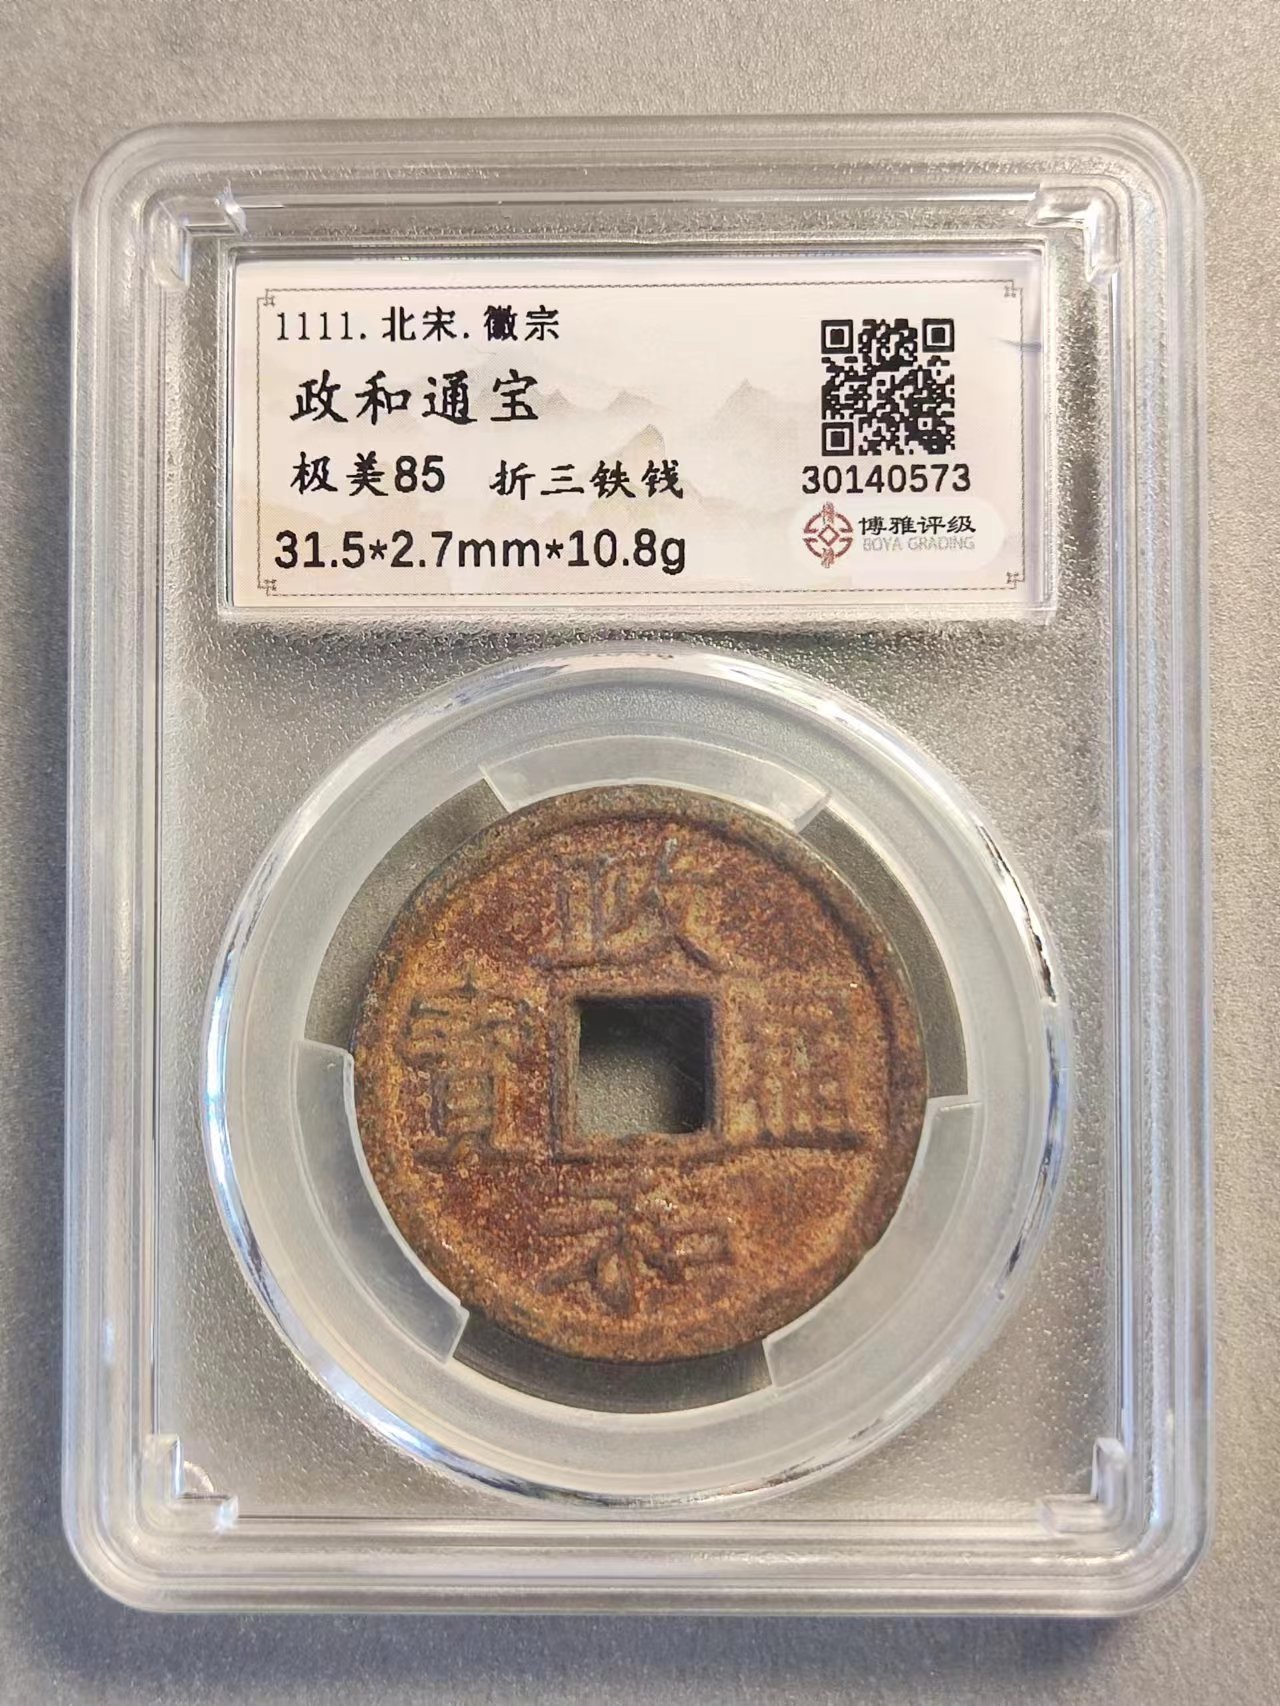 1111.北宋.徽宗
政和通宝
极美85 折三铁钱
31.5*2.7mm*10.8g
30140573
博雅评级
BOYA GRADING
政和通寶